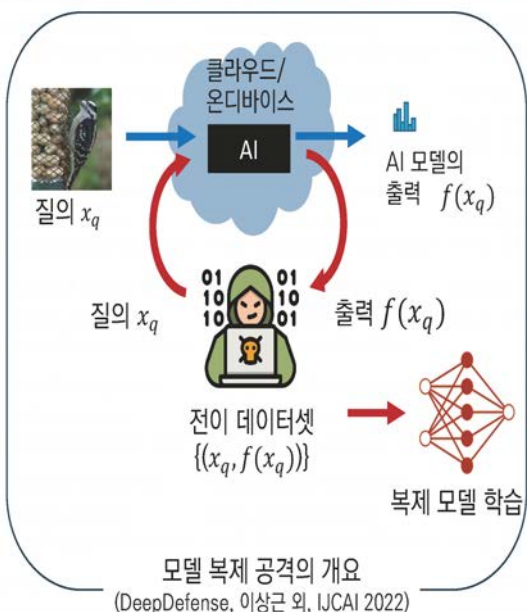 클라우드/
온디바이스
AI
질의 x_q
AI 모델의
출력 f(x_q)
01 01
10 10
10 01
질의 x_q
출력 f(x_q)
전이 데이터셋
{(x_q, f(x_q))}
복제 모델 학습
모델 복제 공격의 개요
(DeepDefense, 이상근 외, IJCAI 2022)